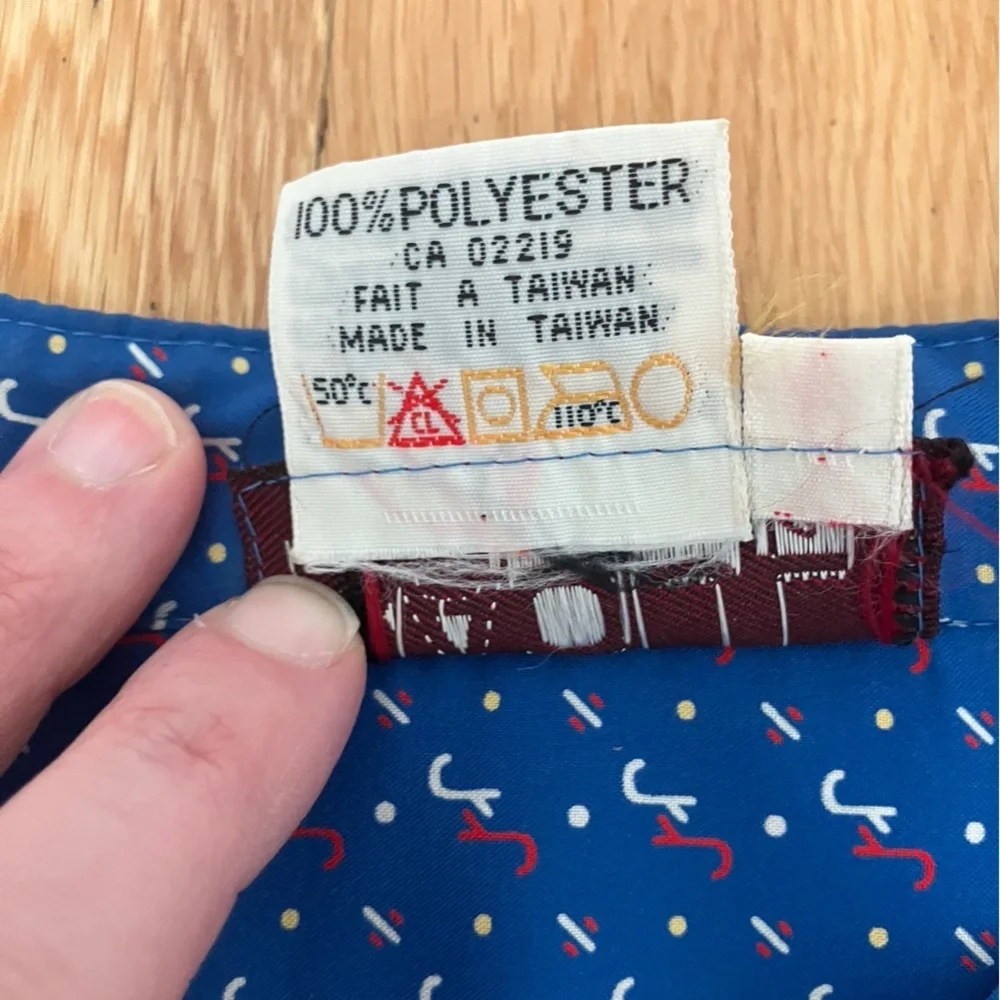 100% POLYESTER
CA 02219
FAIT A TAIWAN
MADE IN TAIWAN
50°C CL 110°C